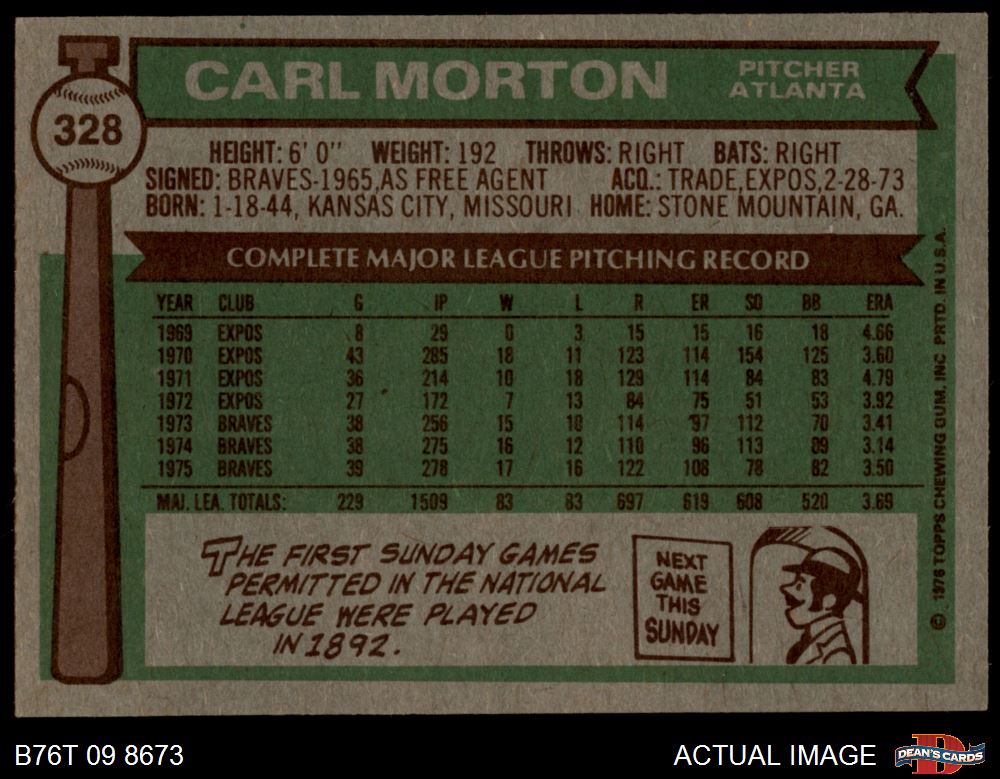 328
CARL MORTON
PITCHER
ATLANTA
HEIGHT: 6' 0" WEIGHT: 192 THROWS: RIGHT BATS: RIGHT
SIGNED: BRAVES-1965, AS FREE AGENT ACQ.: TRADE, EXPOS, 2-28-73
BORN: 1-18-44, KANSAS CITY, MISSOURI HOME: STONE MOUNTAIN, GA.
COMPLETE MAJOR LEAGUE PITCHING RECORD
YEAR CLUB G IP W L R ER SO BB ERA
1969 EXPOS 8 29 0 3 15 15 16 18 4.66
1970 EXPOS 43 285 18 11 123 114 154 125 3.60
1971 EXPOS 36 214 10 18 129 114 84 83 4.79
1972 EXPOS 27 172 7 13 84 75 51 53 3.92
1973 BRAVES 38 256 15 10 114 97 112 70 3.41
1974 BRAVES 38 275 16 12 110 96 113 89 3.14
1975 BRAVES 39 278 17 16 122 108 78 82 3.50
MAJ. LEA. TOTALS: 229 1509 83 83 697 619 608 520 3.69
THE FIRST SUNDAY GAMES
PERMITTED IN THE NATIONAL
LEAGUE WERE PLAYED
IN 1892.
NEXT
GAME
THIS
SUNDAY
© 1976 TOPPS CHEWING GUM, INC PRTD. IN U.S.A.
B76T 09 8673
ACTUAL IMAGE
DEAN'S CARDS